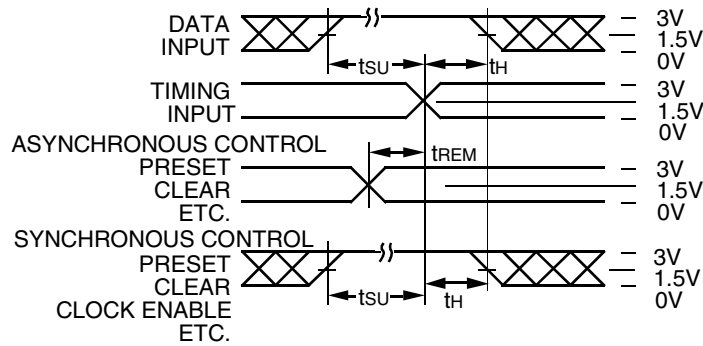 DATA
INPUT
tSU
tH
3V
1.5V
0V
TIMING
INPUT
3V
1.5V
0V
ASYNCHRONOUS CONTROL
PRESET
CLEAR
ETC.
tREM
3V
1.5V
0V
SYNCHRONOUS CONTROL
PRESET
CLEAR
CLOCK ENABLE
ETC.
tSU
tH
3V
1.5V
0V